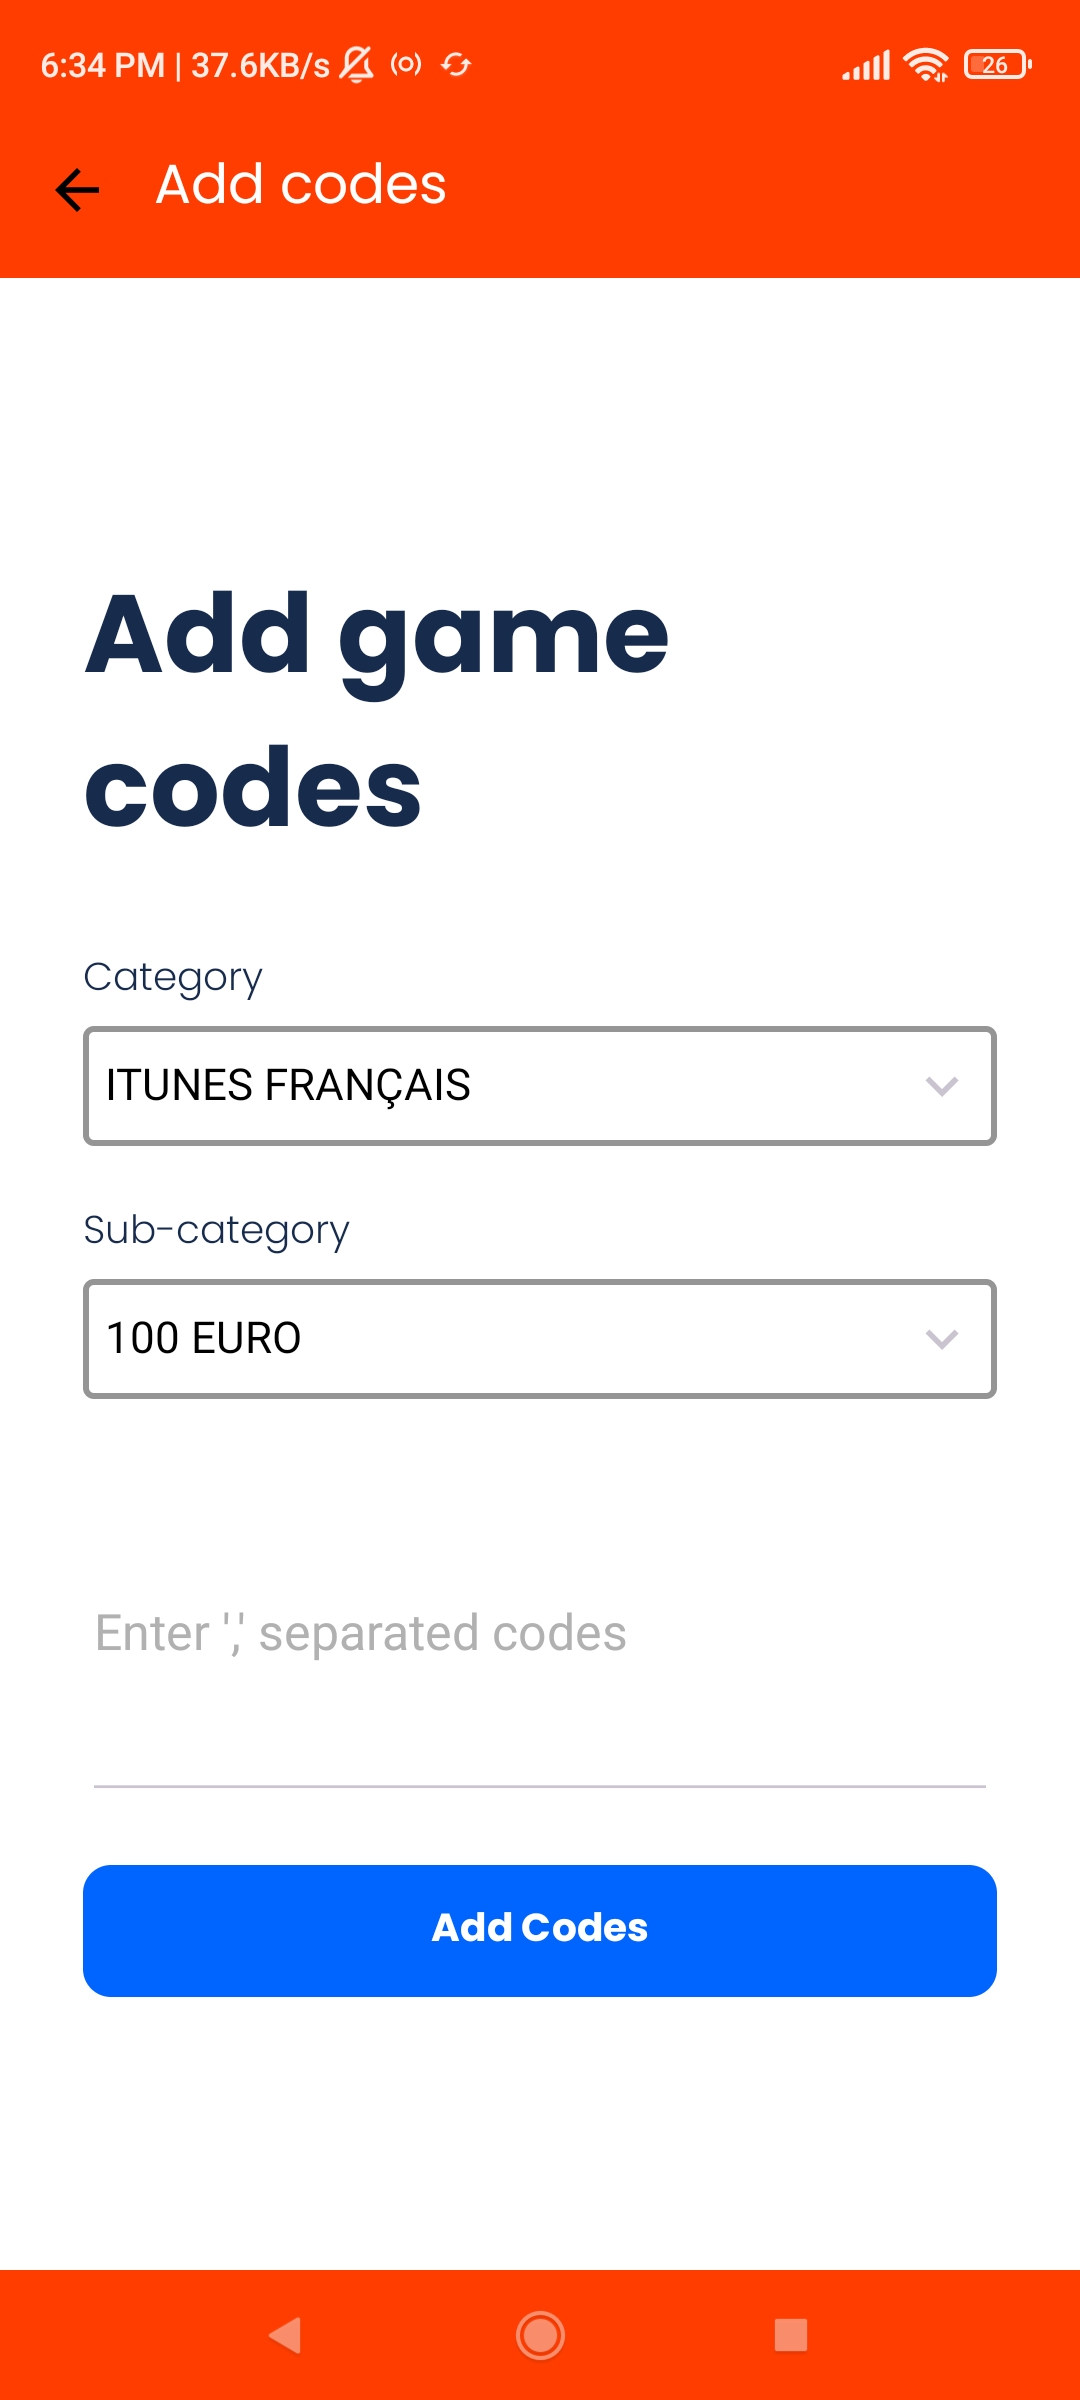 6:34 PM | 37.6KB/s
26
Add codes
Add game
codes
Category
ITUNES FRANÇAIS
Sub-category
100 EURO
Enter ',' separated codes
Add Codes